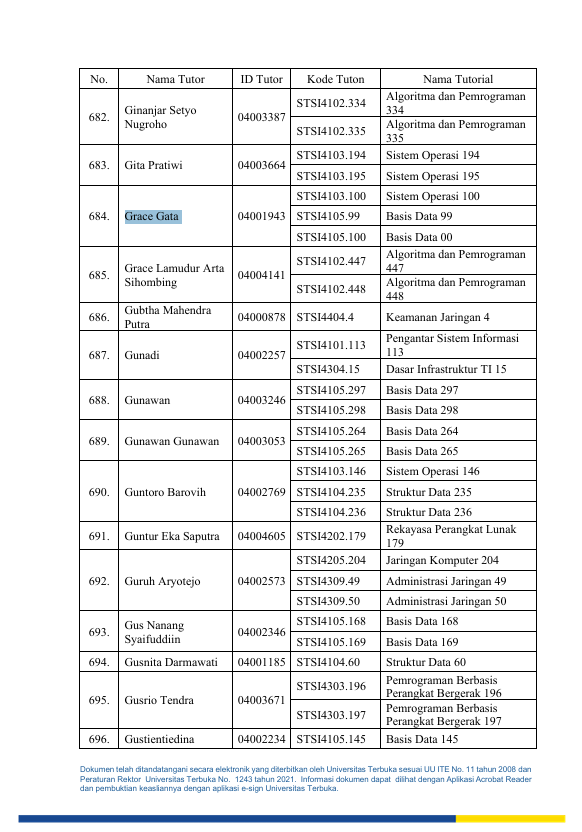 No. Nama Tutor ID Tutor Kode Tuton Nama Tutorial
682. Ginanjar Setyo Nugroho 04003387 STSI4102.334 Algoritma dan Pemrograman 334
STSI4102.335 Algoritma dan Pemrograman 335
683. Gita Pratiwi 04003664 STSI4103.194 Sistem Operasi 194
STSI4103.195 Sistem Operasi 195
684. Grace Gata 04001943 STSI4103.100 Sistem Operasi 100
STSI4105.99 Basis Data 99
STSI4105.100 Basis Data 00
685. Grace Lamudur Arta Sihombing 04004141 STSI4102.447 Algoritma dan Pemrograman 447
STSI4102.448 Algoritma dan Pemrograman 448
686. Gubtha Mahendra Putra 04000878 STSI4404.4 Keamanan Jaringan 4
687. Gunadi 04002257 STSI4101.113 Pengantar Sistem Informasi 113
STSI4304.15 Dasar Infrastruktur TI 15
688. Gunawan 04003246 STSI4105.297 Basis Data 297
STSI4105.298 Basis Data 298
689. Gunawan Gunawan 04003053 STSI4105.264 Basis Data 264
STSI4105.265 Basis Data 265
690. Guntoro Barovih 04002769 STSI4103.146 Sistem Operasi 146
STSI4104.235 Struktur Data 235
STSI4104.236 Struktur Data 236
691. Guntur Eka Saputra 04004605 STSI4202.179 Rekayasa Perangkat Lunak 179
692. Guruh Aryotejo 04002573 STSI4205.204 Jaringan Komputer 204
STSI4309.49 Administrasi Jaringan 49
STSI4309.50 Administrasi Jaringan 50
693. Gus Nanang Syaifuddiin 04002346 STSI4105.168 Basis Data 168
STSI4105.169 Basis Data 169
694. Gusnita Darmawati 04001185 STSI4104.60 Struktur Data 60
695. Gusrio Tendra 04003671 STSI4303.196 Pemrograman Berbasis Perangkat Bergerak 196
STSI4303.197 Pemrograman Berbasis Perangkat Bergerak 197
696. Gustientiedina 04002234 STSI4105.145 Basis Data 145
Dokumen telah ditandatangani secara elektronik yang diterbitkan oleh Universitas Terbuka sesuai UU ITE No. 11 tahun 2008 dan
Peraturan Rektor Universitas Terbuka No. 1243 tahun 2021. Informasi dokumen dapat dilihat dengan Aplikasi Acrobat Reader
dan pembuktian keasliannya dengan aplikasi e-sign Universitas Terbuka.